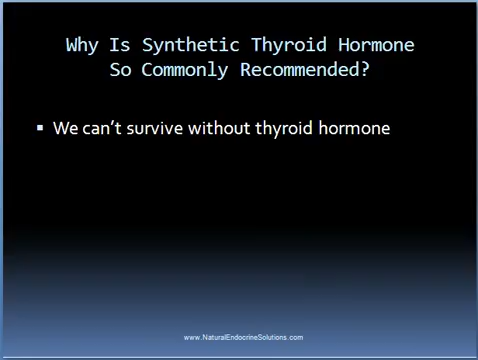 Why Is Synthetic Thyroid Hormone
So Commonly Recommended?
▪ We can't survive without thyroid hormone
www.NaturalEndocrineSolutions.com